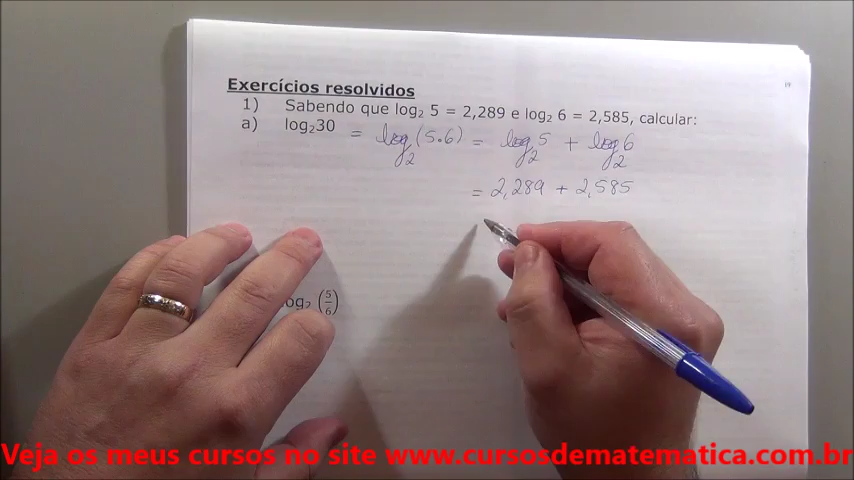 Exercícios resolvidos
1) Sabendo que log₂ 5 = 2,289 e log₂ 6 = 2,585, calcular:
a) log₂30 = log₂(5•6) = log₂5 + log₂6
= 2,289 + 2,585
log₂ (5/6)
Veja os meus cursos no site www.cursosdematematica.com.br